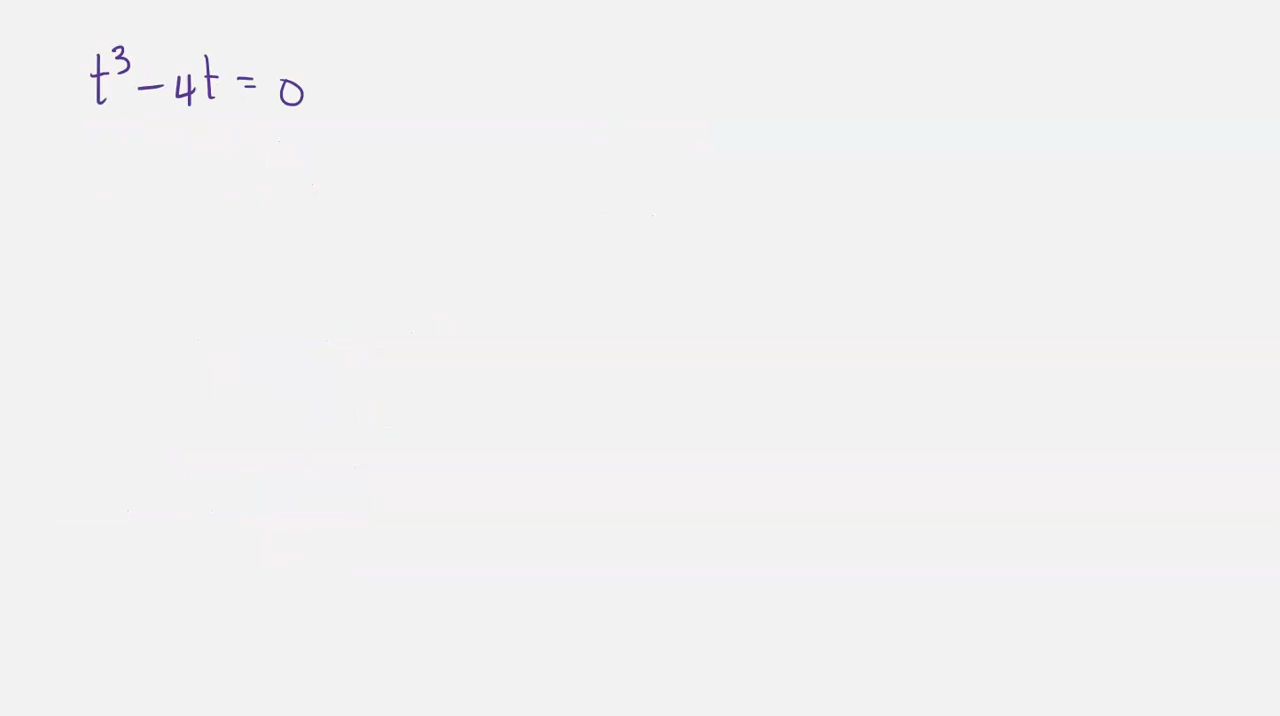 t³ - 4t = 0